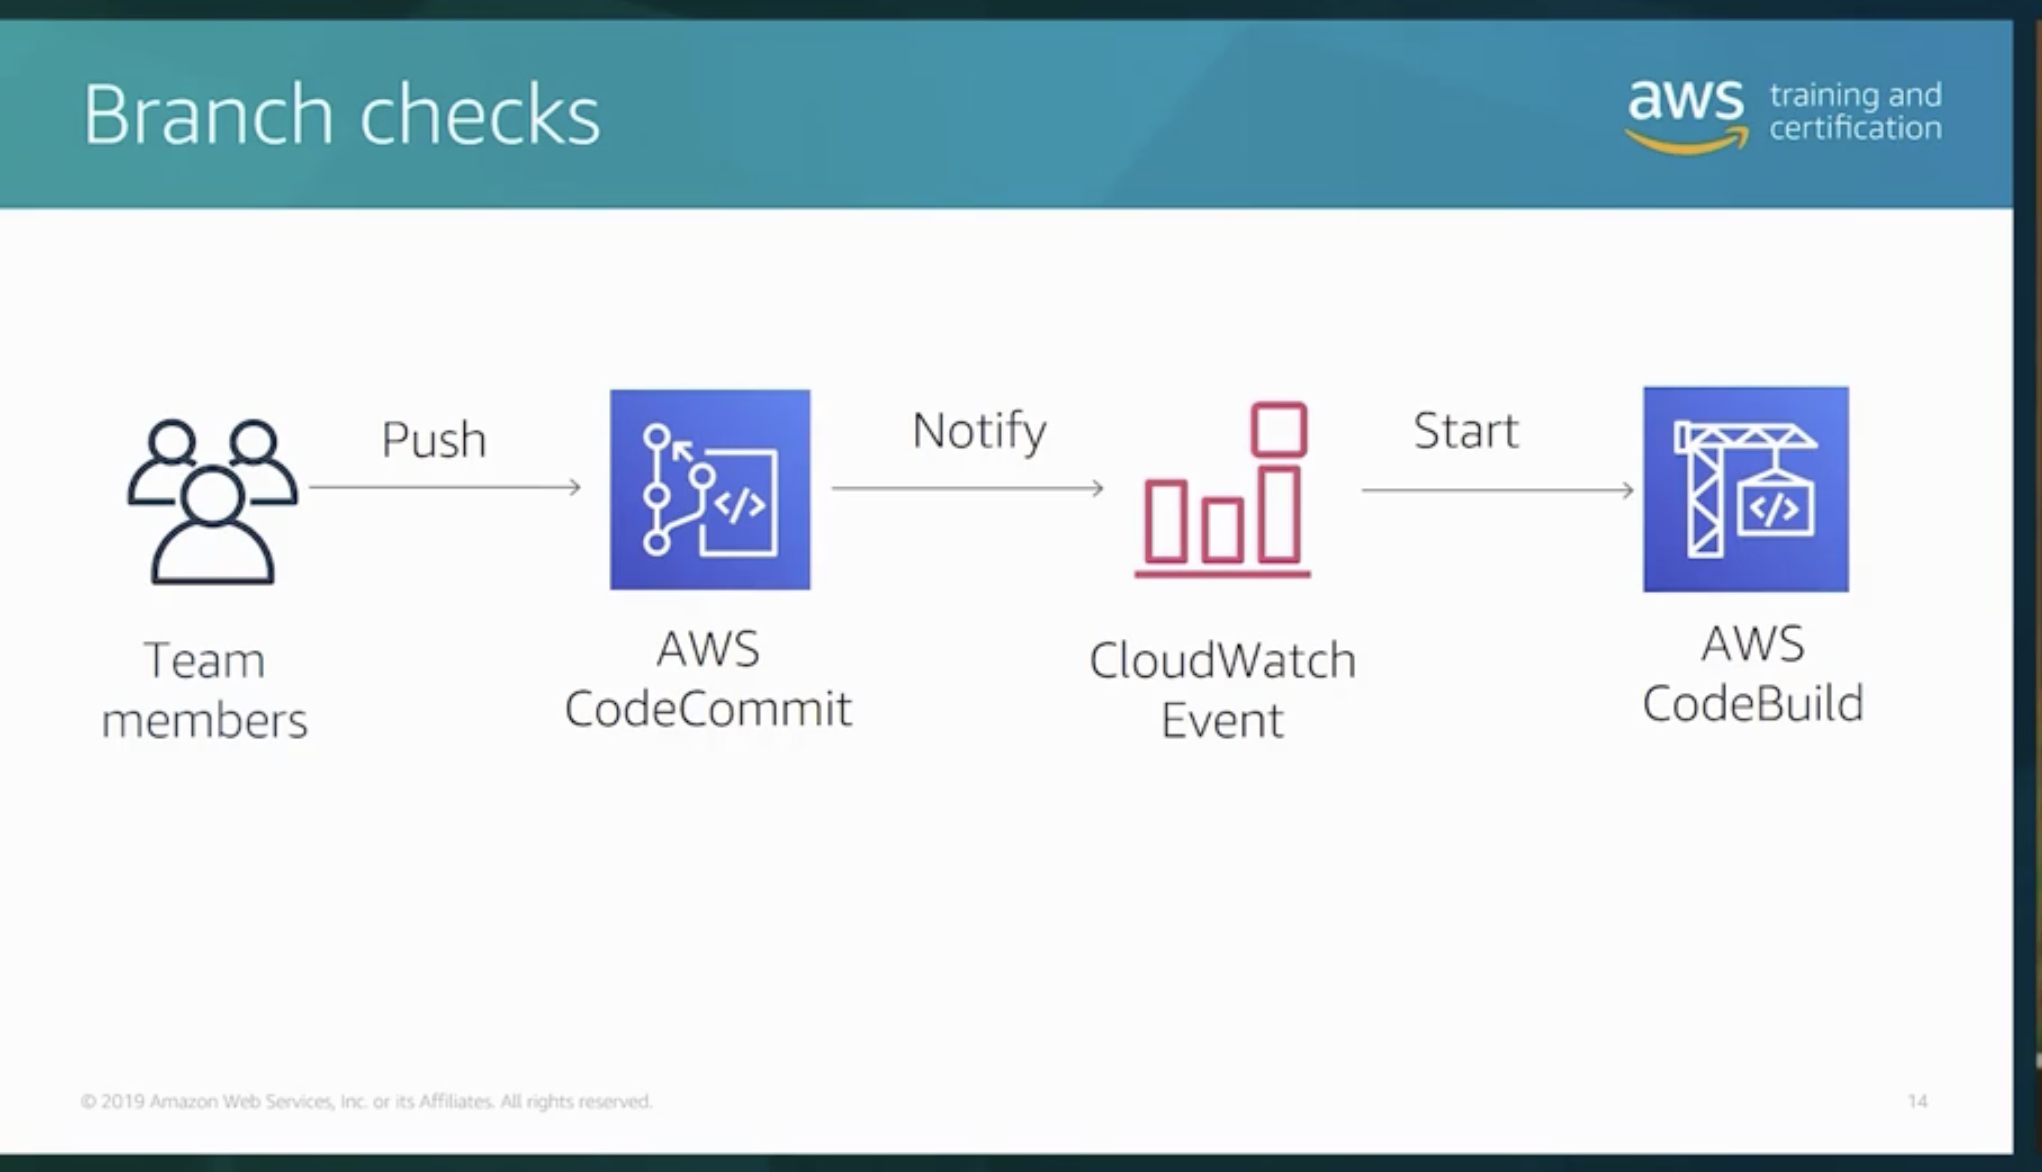 Branch checks
aws training and
certification
Push
Notify
Start
</>
</>
Team
members
AWS
CodeCommit
CloudWatch
Event
AWS
CodeBuild
© 2019 Amazon Web Services, Inc. or its Affiliates. All rights reserved.
14